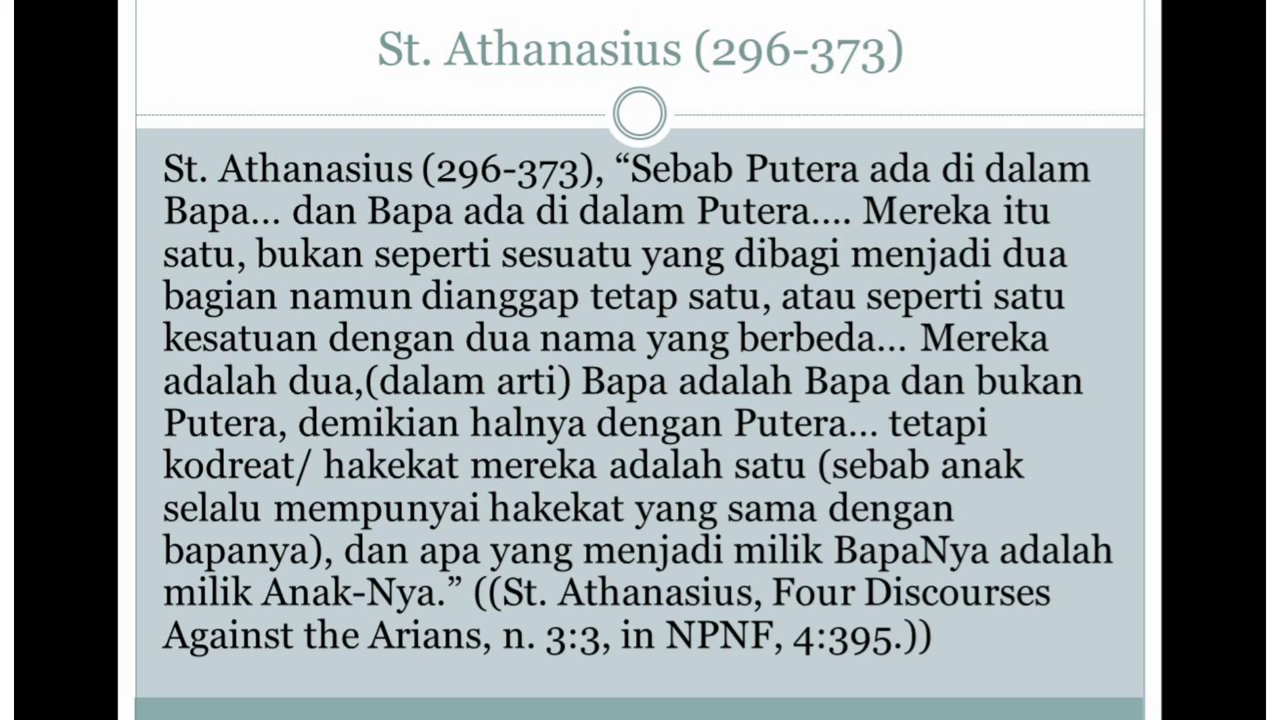 St. Athanasius (296-373)
St. Athanasius (296-373), “Sebab Putera ada di dalam
Bapa... dan Bapa ada di dalam Putera.... Mereka itu
satu, bukan seperti sesuatu yang dibagi menjadi dua
bagian namun dianggap tetap satu, atau seperti satu
kesatuan dengan dua nama yang berbeda... Mereka
adalah dua,(dalam arti) Bapa adalah Bapa dan bukan
Putera, demikian halnya dengan Putera... tetapi
kodreat/ hakekat mereka adalah satu (sebab anak
selalu mempunyai hakekat yang sama dengan
bapanya), dan apa yang menjadi milik BapaNya adalah
milik Anak-Nya.” ((St. Athanasius, Four Discourses
Against the Arians, n. 3:3, in NPNF, 4:395.))